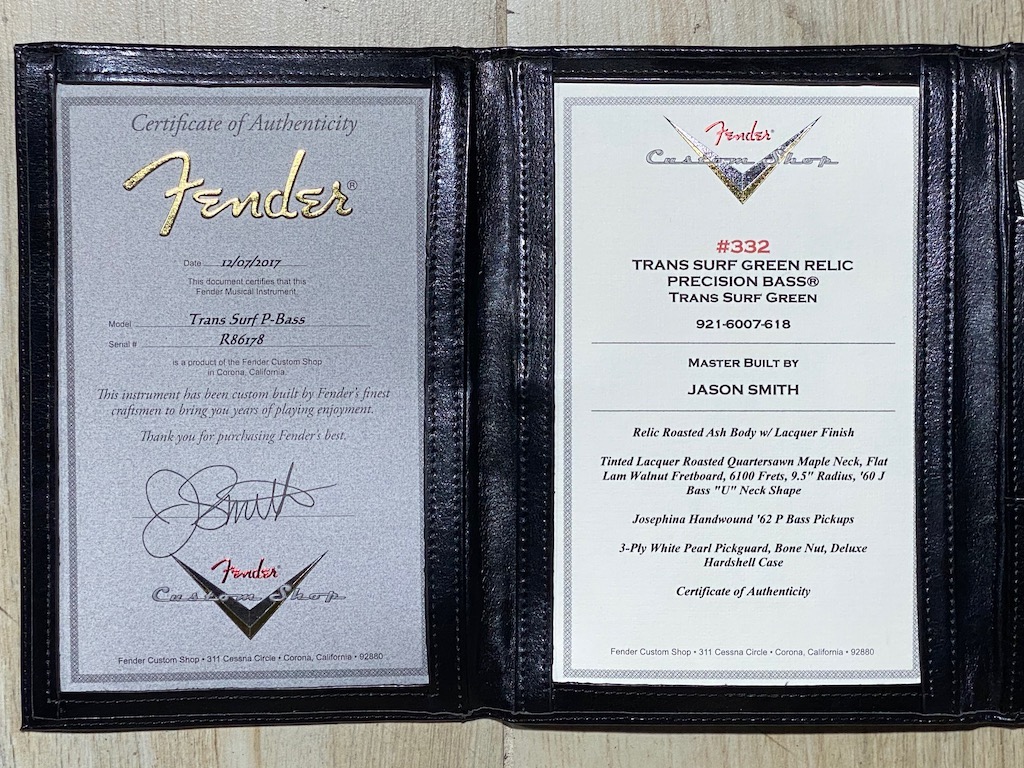 Certificate of Authenticity
Fender®
Date 12/07/2017
This document certifies that this
Fender Musical Instrument,
Model Trans Surf P-Bass
Serial # R86178
is a product of the Fender Custom Shop
in Corona, California.
This instrument has been custom built by Fender's finest
craftsmen to bring you years of playing enjoyment.
Thank you for purchasing Fender's best.
JSmith
Fender®
Custom Shop
Fender Custom Shop • 311 Cessna Circle • Corona, California • 92880
Fender®
Custom Shop
#332
TRANS SURF GREEN RELIC
PRECISION BASS®
TRANS SURF GREEN
921-6007-618
MASTER BUILT BY
JASON SMITH
Relic Roasted Ash Body w/ Lacquer Finish
Tinted Lacquer Roasted Quartersawn Maple Neck, Flat
Lam Walnut Fretboard, 6100 Frets, 9.5" Radius, '60 J
Bass "U" Neck Shape
Josephina Handwound '62 P Bass Pickups
3-Ply White Pearl Pickguard, Bone Nut, Deluxe
Hardshell Case
Certificate of Authenticity
Fender Custom Shop • 311 Cessna Circle • Corona, California • 92880